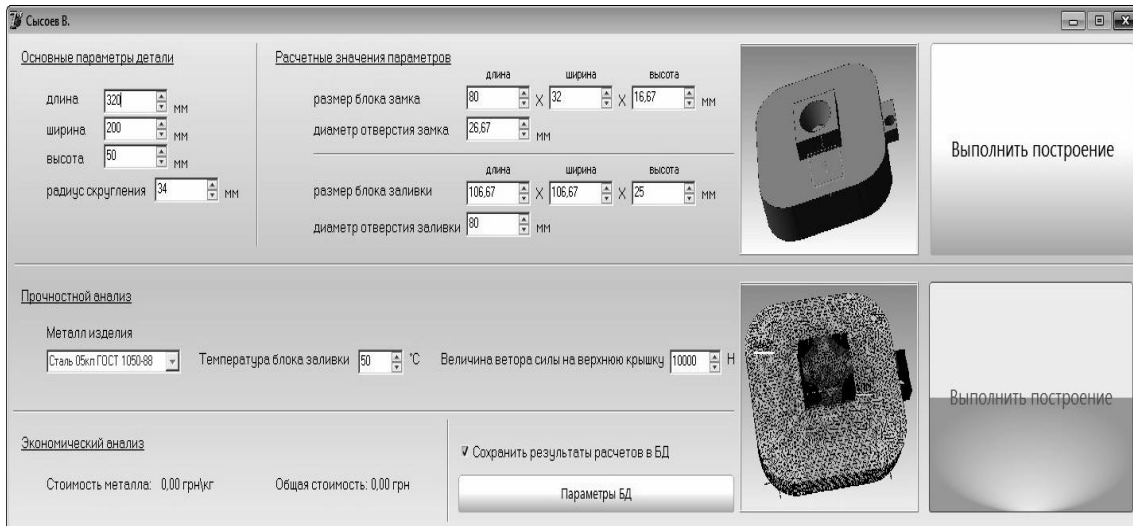 Сысоев В.
Основные параметры детали
длина 320 мм
ширина 200 мм
высота 50 мм
радиус скругления 34 мм
Расчетные значения параметров
длина ширина высота
размер блока замка 80 X 32 X 16,67 мм
диаметр отверстия замка 26,67 мм
длина ширина высота
размер блока заливки 106,67 X 106,67 X 25 мм
диаметр отверстия заливки 80 мм
Выполнить построение
Прочностной анализ
Металл изделия
Сталь 05кп ГОСТ 1050-88 Температура блока заливки 50 °C Величина ветора силы на верхнюю крышку 10000 Н
Выполнить построение
Экономический анализ
Стоимость металла: 0,00 грн\кг Общая стоимость: 0,00 грн
Сохранить результаты расчетов в БД
Параметры БД